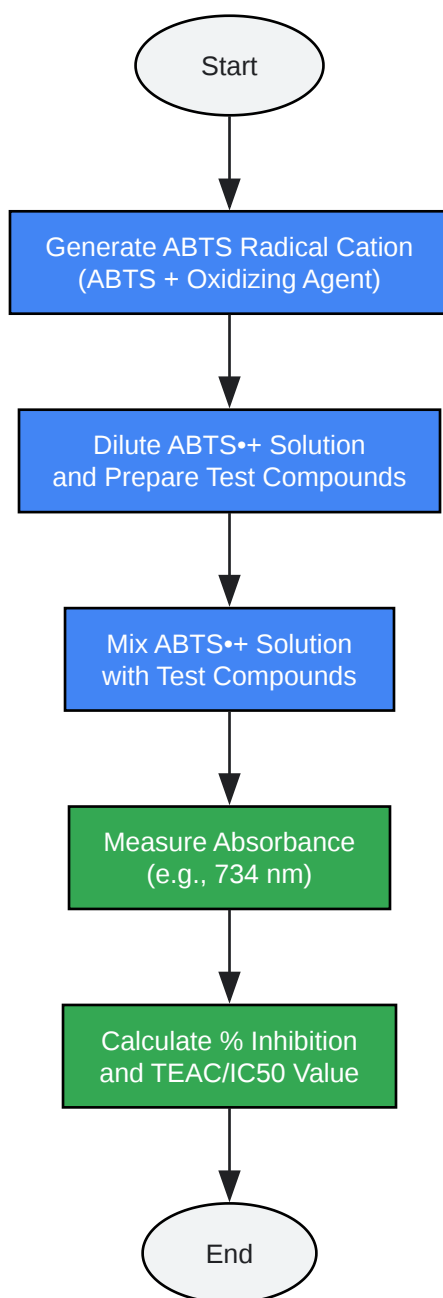 Start
Generate ABTS Radical Cation
(ABTS + Oxidizing Agent)
Dilute ABTS•+ Solution
and Prepare Test Compounds
Mix ABTS•+ Solution
with Test Compounds
Measure Absorbance
(e.g., 734 nm)
Calculate % Inhibition
and TEAC/IC50 Value
End